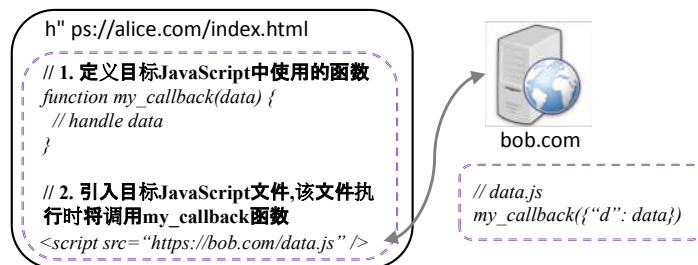 h" ps://alice.com/index.html
// 1. 定义目标JavaScript中使用的函数
function my_callback(data) {
// handle data
}
// 2. 引入目标JavaScript文件,该文件执
行时将调用my_callback函数
<script src=“https://bob.com/data.js” />
bob.com
// data.js
my_callback({“d”: data})